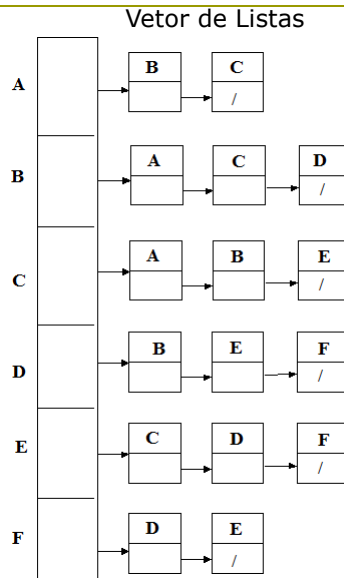 Vetor de Listas
A B C /
B A C D /
C A B E /
D B E F /
E C D F /
F D E /